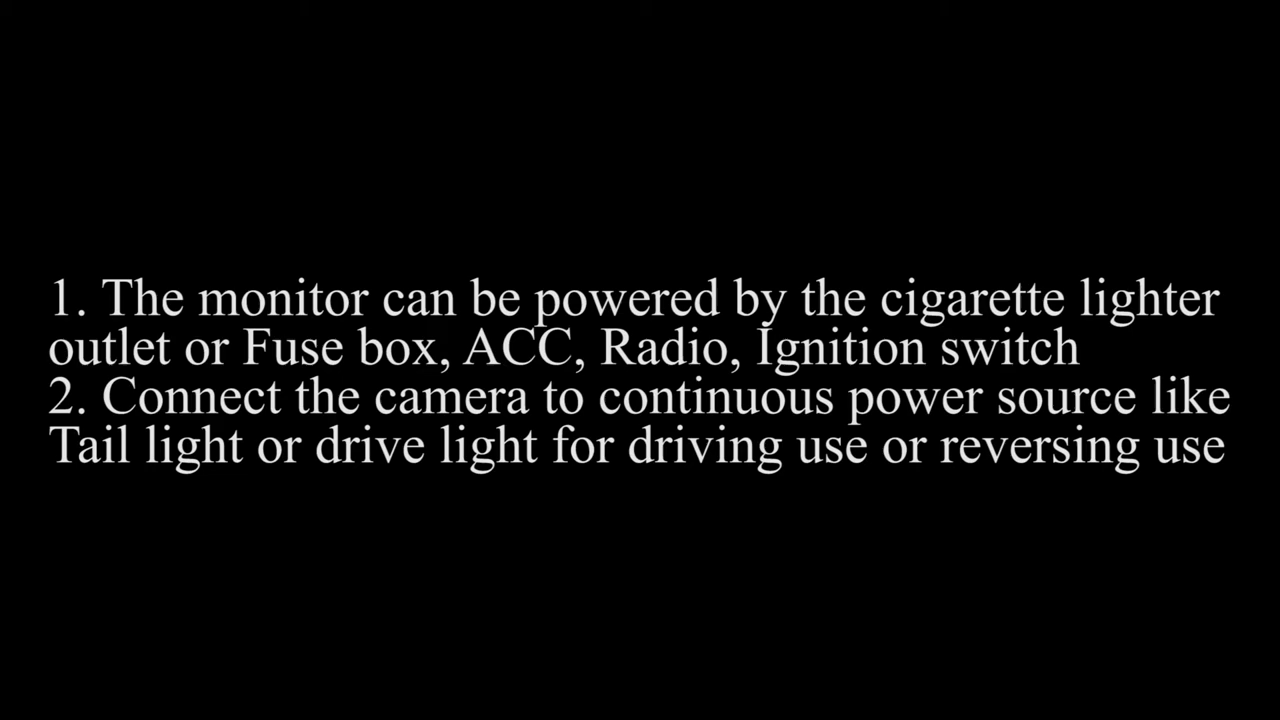 1. The monitor can be powered by the cigarette lighter
outlet or Fuse box, ACC, Radio, Ignition switch
2. Connect the camera to continuous power source like
Tail light or drive light for driving use or reversing use